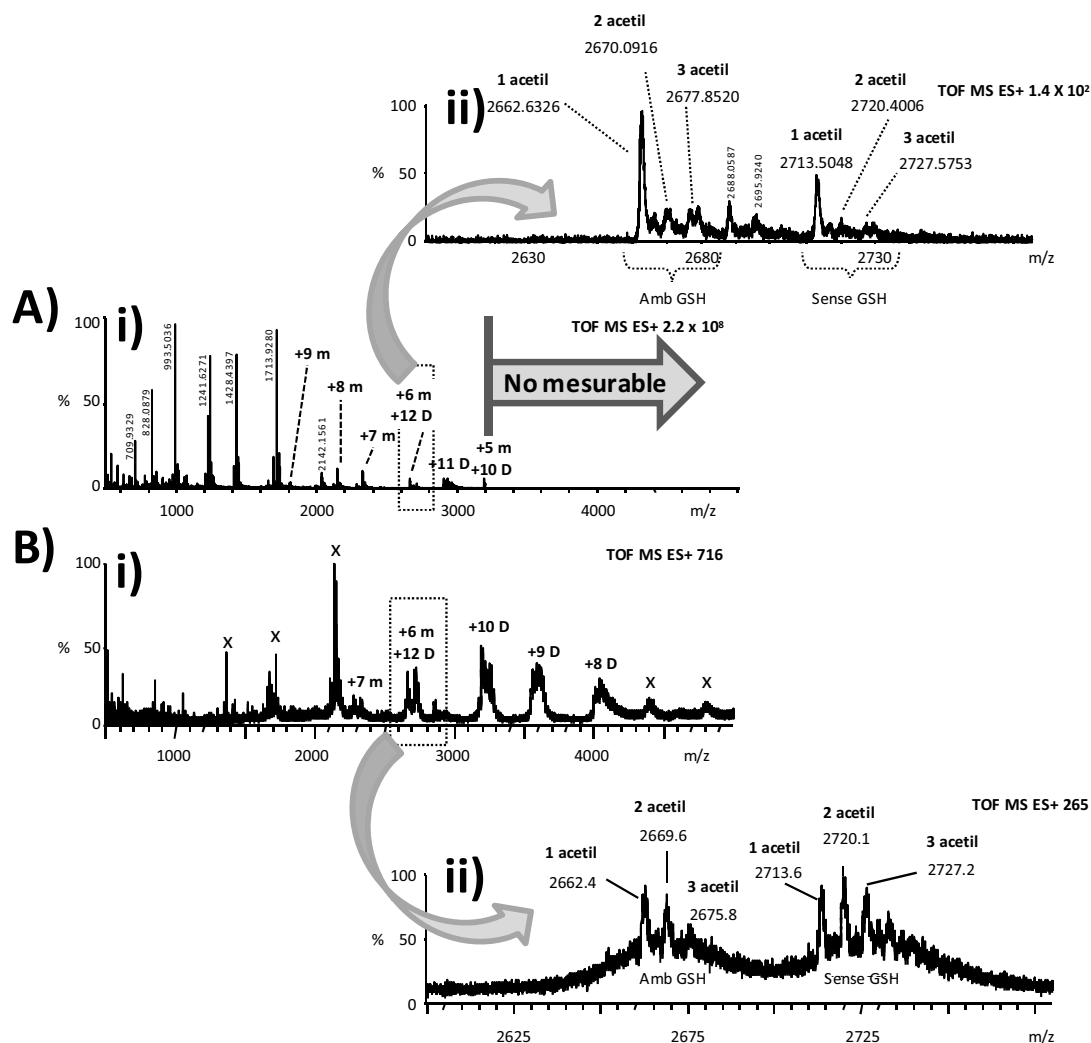 2 acetil
2670.0916
1 acetil
2662.6326
3 acetil
2677.8520
2 acetil
2720.4006
TOF MS ES+ 1.4 X 10²
1 acetil
2713.5048
3 acetil
2727.5753
2688.0587
2695.9240
ii)
100
%
50
0
2630
2680
2730
m/z
Amb GSH
Sense GSH
A)
i)
TOF MS ES+ 2.2 x 10⁸
No mesurable
100
%
50
0
709.9329
828.0879
993.5036
1241.6271
1428.4397
1713.9280
2142.1561
+9 m
+8 m
+7 m
+6 m
+12 D
+11 D
+5 m
+10 D
1000
2000
3000
4000
m/z
B)
i)
TOF MS ES+ 716
100
%
50
0
X
X
X
+7 m
+6 m
+12 D
+10 D
+9 D
+8 D
X
X
1000
2000
3000
4000
m/z
ii)
TOF MS ES+ 265
2 acetil
2669.6
1 acetil
2662.4
3 acetil
2675.8
2 acetil
2720.1
1 acetil
2713.6
3 acetil
2727.2
100
%
50
0
Amb GSH
Sense GSH
2625
2675
2725
m/z